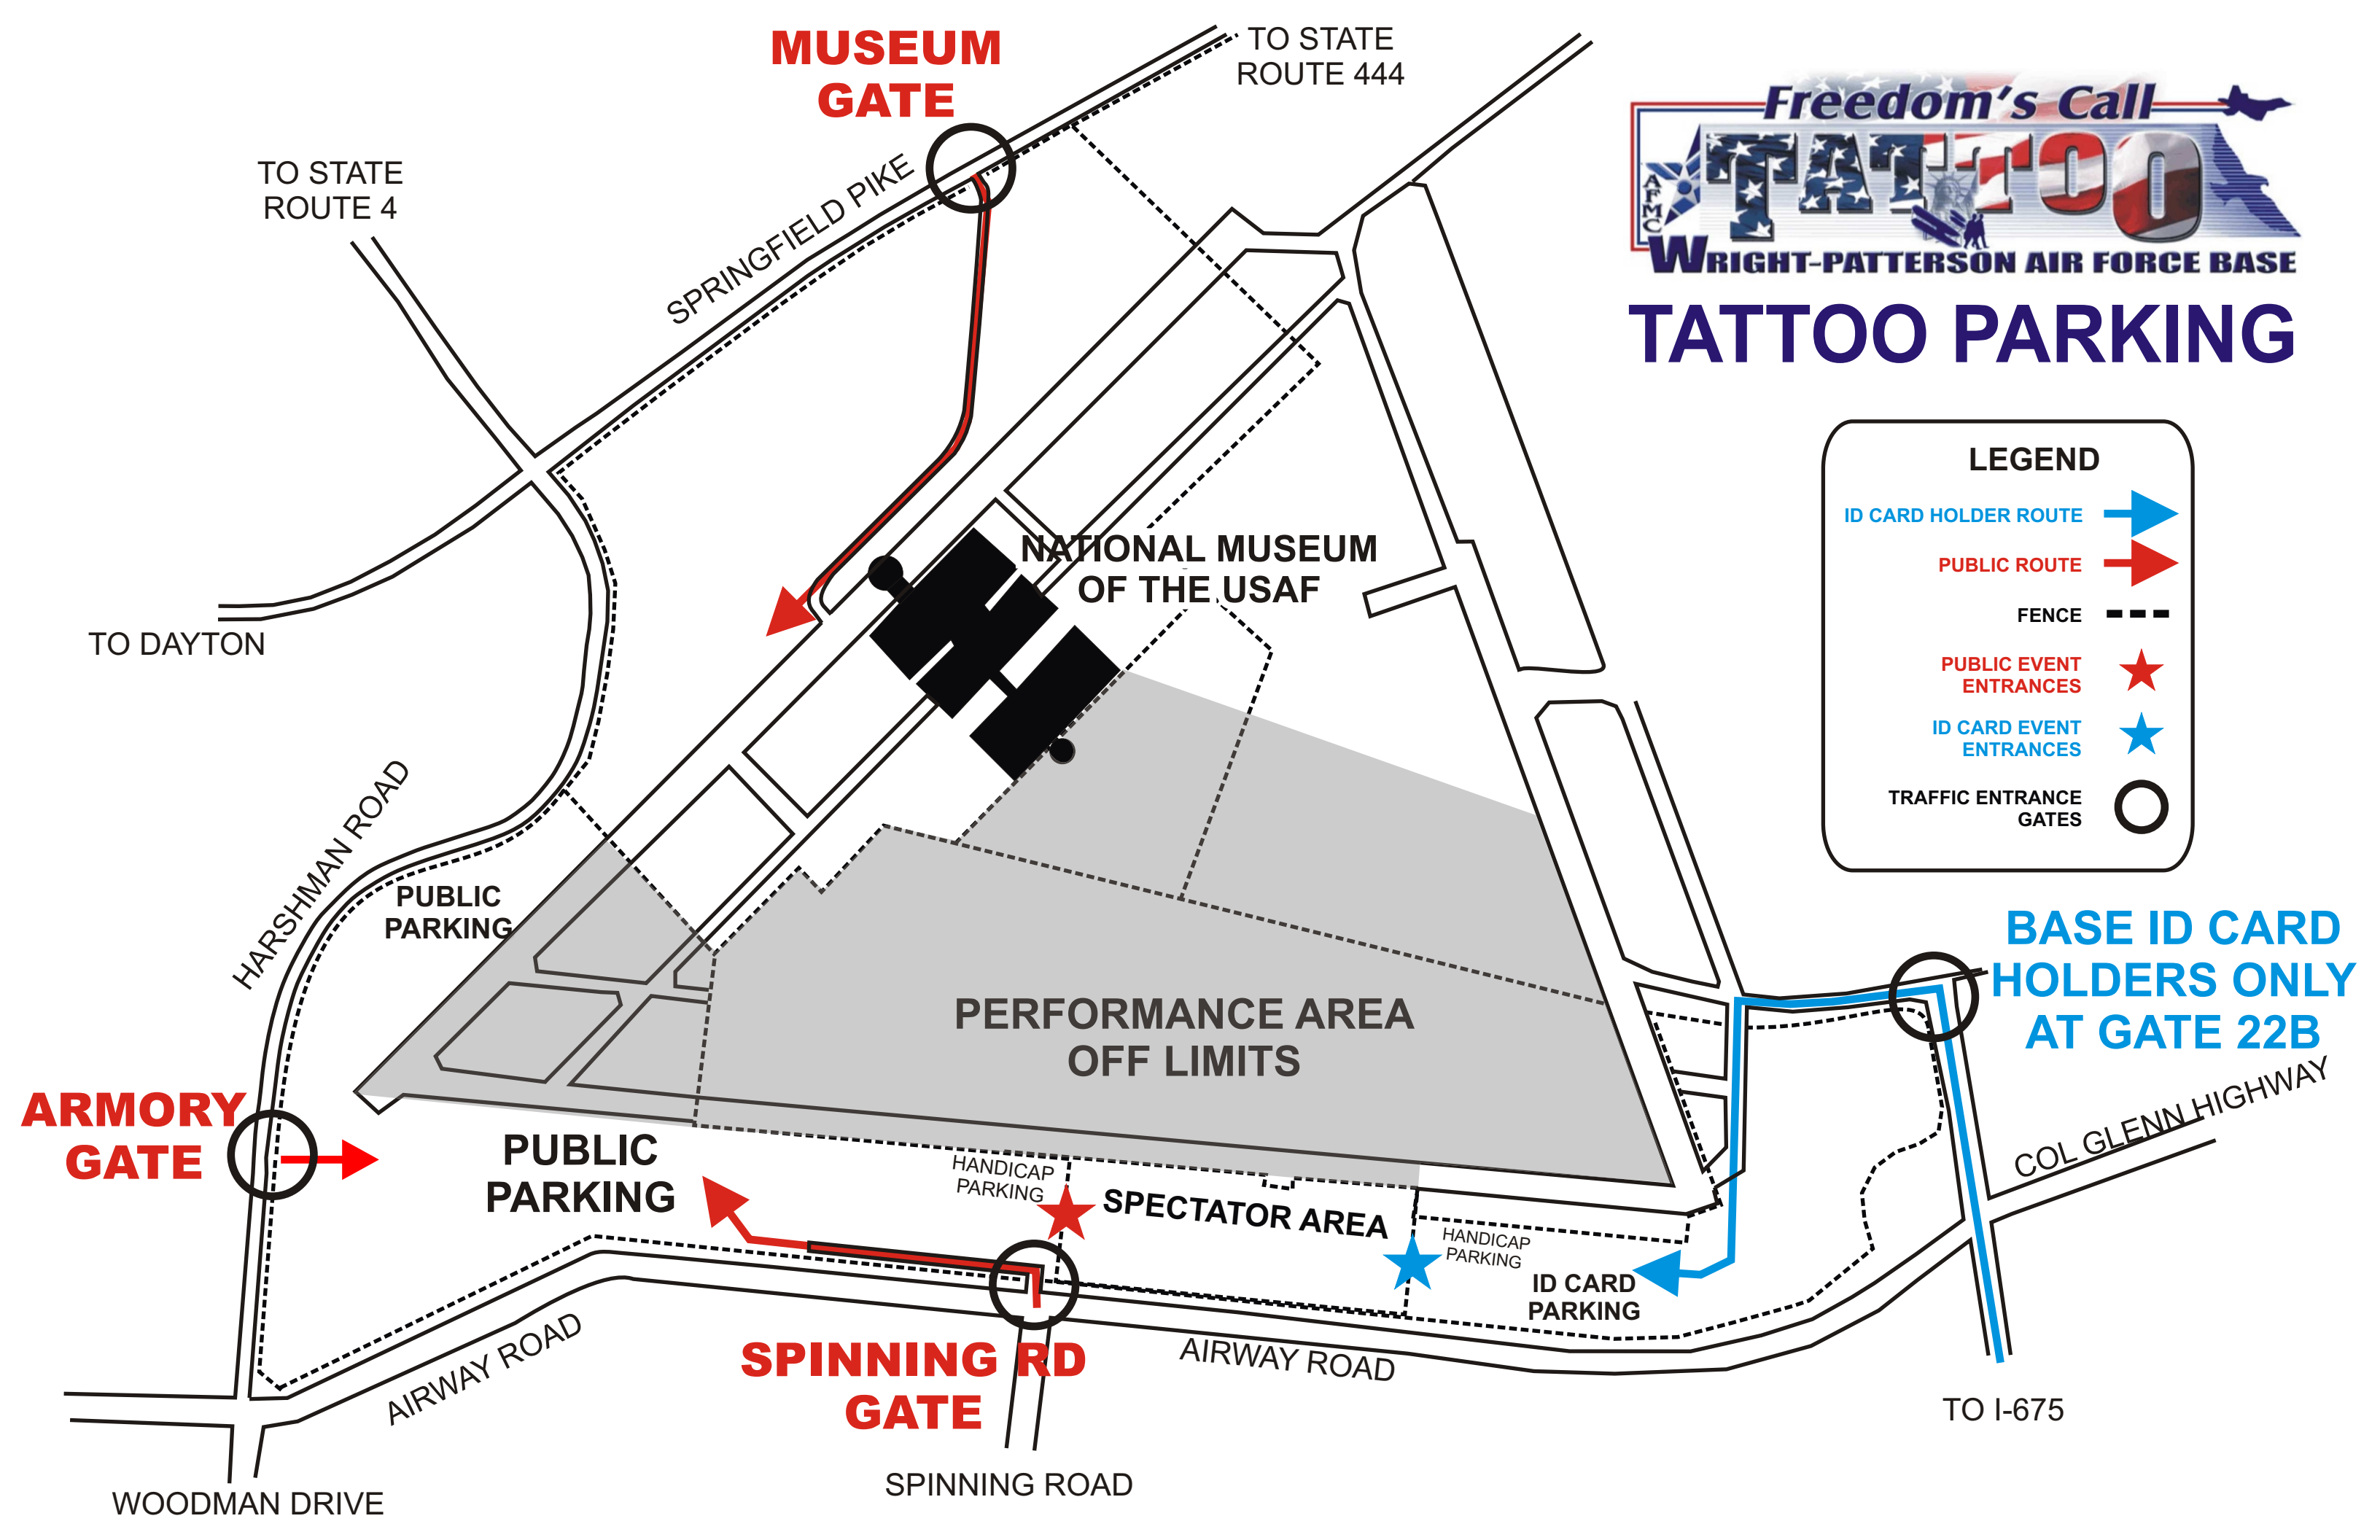 MUSEUM
GATE
TO STATE
ROUTE 444
Freedom's Call
TATTOO
AFMC
WRIGHT-PATTERSON AIR FORCE BASE
TATTOO PARKING
TO STATE
ROUTE 4
SPRINGFIELD PIKE
LEGEND
ID CARD HOLDER ROUTE
PUBLIC ROUTE
FENCE
PUBLIC EVENT
ENTRANCES
ID CARD EVENT
ENTRANCES
TRAFFIC ENTRANCE
GATES
NATIONAL MUSEUM
OF THE USAF
TO DAYTON
HARSHMAN ROAD
PUBLIC
PARKING
BASE ID CARD
HOLDERS ONLY
AT GATE 22B
PERFORMANCE AREA
OFF LIMITS
COL GLENN HIGHWAY
ARMORY
GATE
PUBLIC
PARKING
HANDICAP
PARKING
SPECTATOR AREA
HANDICAP
PARKING
ID CARD
PARKING
AIRWAY ROAD
SPINNING RD
GATE
AIRWAY ROAD
TO I-675
SPINNING ROAD
WOODMAN DRIVE